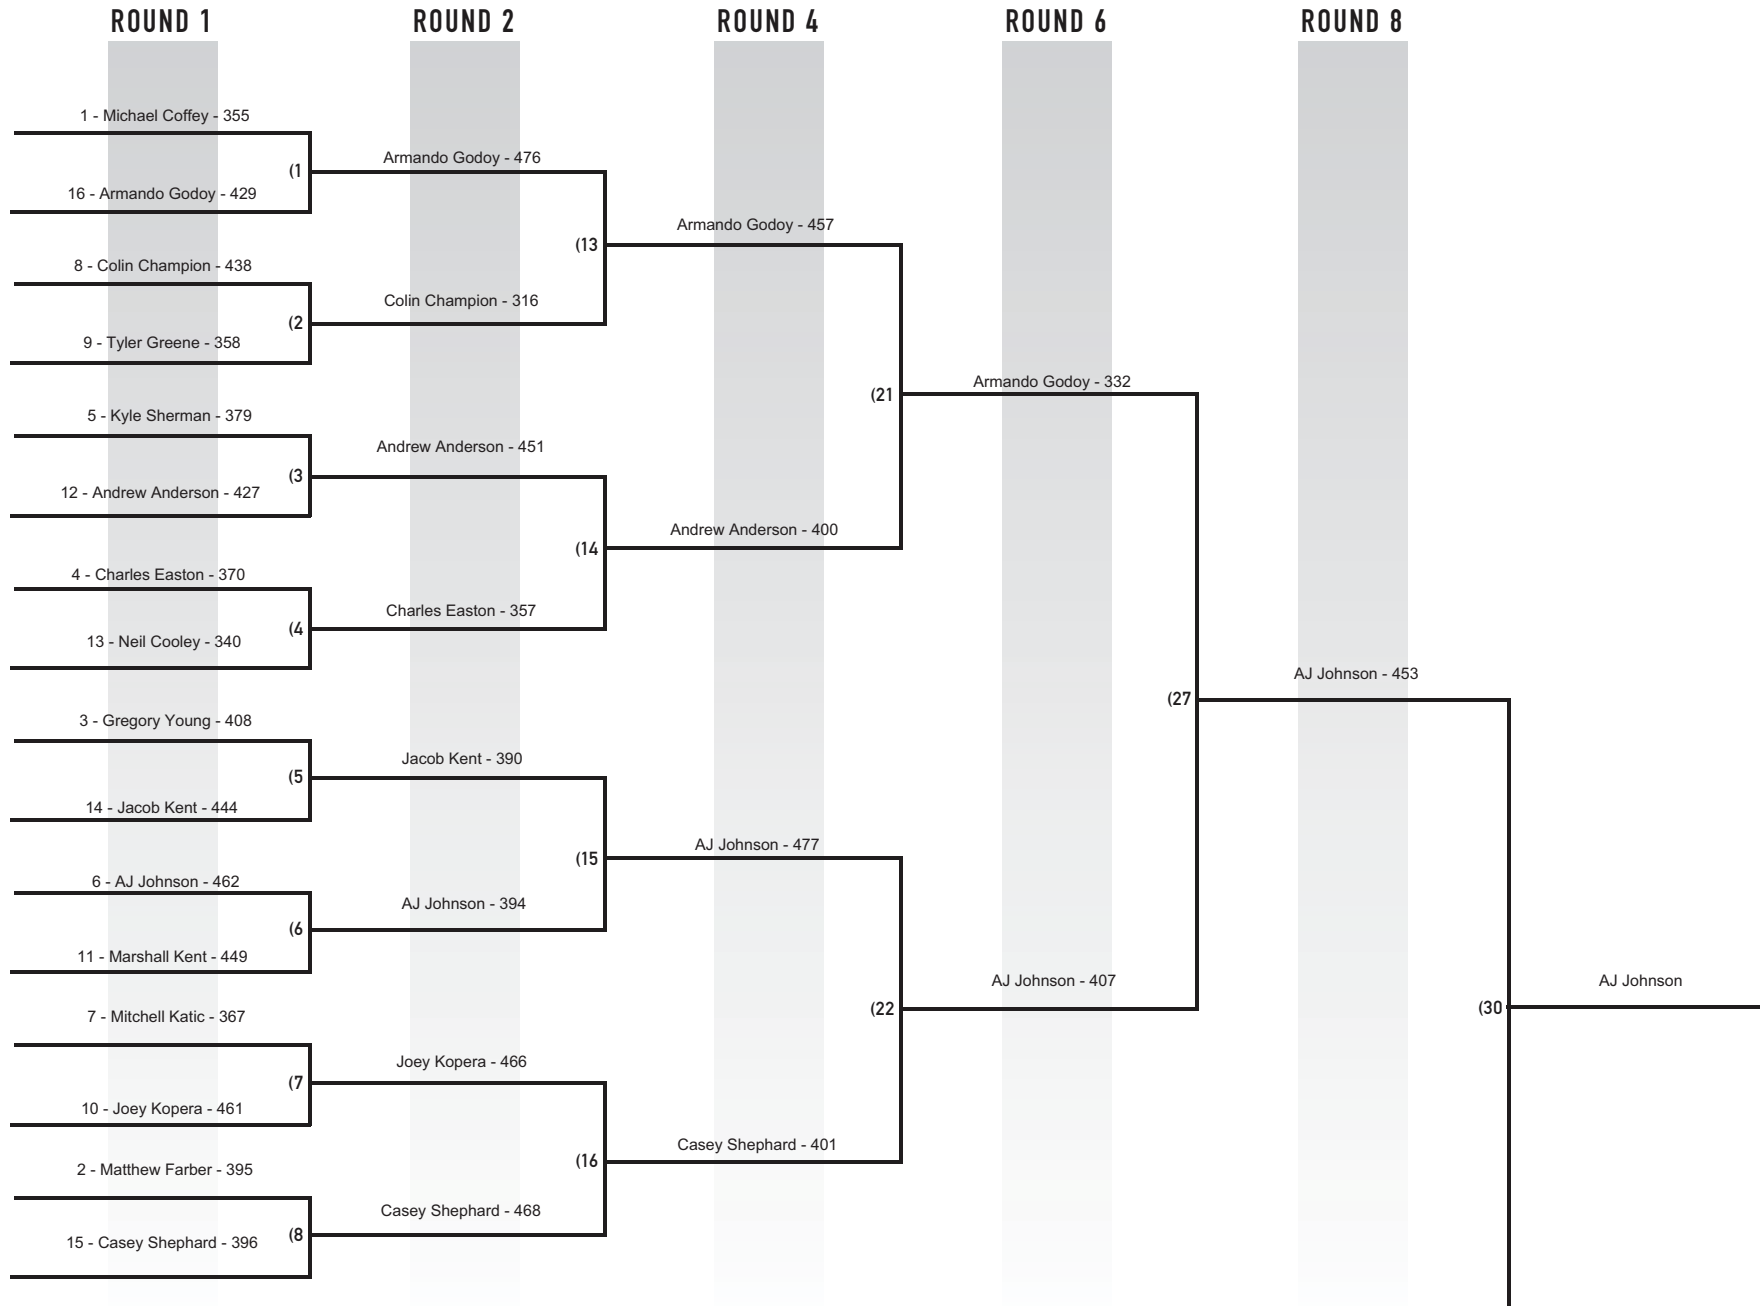 ROUND 1
ROUND 2
ROUND 4
ROUND 6
ROUND 8
1 - Michael Coffey - 355
(1
16 - Armando Godoy - 429
8 - Colin Champion - 438
(2
9 - Tyler Greene - 358
5 - Kyle Sherman - 379
(3
12 - Andrew Anderson - 427
4 - Charles Easton - 370
(4
13 - Neil Cooley - 340
3 - Gregory Young - 408
(5
14 - Jacob Kent - 444
6 - AJ Johnson - 462
(6
11 - Marshall Kent - 449
7 - Mitchell Katic - 367
(7
10 - Joey Kopera - 461
2 - Matthew Farber - 395
(8
15 - Casey Shephard - 396
Armando Godoy - 476
(13
Colin Champion - 316
Andrew Anderson - 451
(14
Charles Easton - 357
Jacob Kent - 390
(15
AJ Johnson - 394
Joey Kopera - 466
(16
Casey Shephard - 468
Armando Godoy - 457
(21
Andrew Anderson - 400
AJ Johnson - 477
(22
Casey Shephard - 401
Armando Godoy - 332
(27
AJ Johnson - 407
AJ Johnson - 453
(30
AJ Johnson